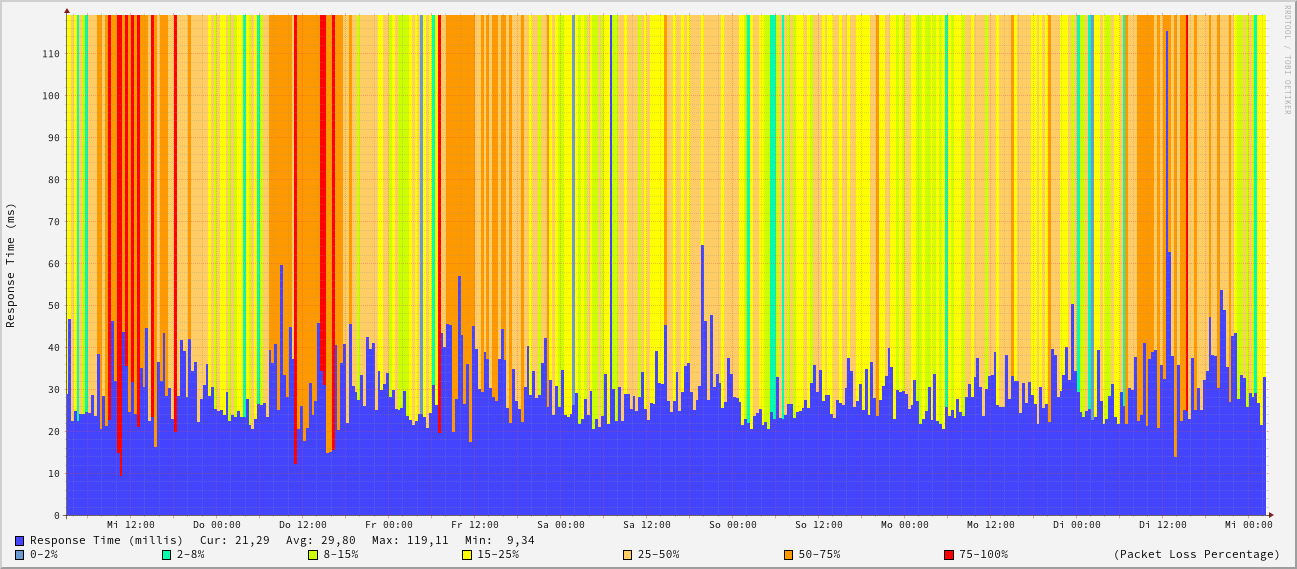 RRDTOOL / TOBI OETIKER
Response Time (ms)
110
100
90
80
70
60
50
40
30
20
10
0
Mi 12:00 Do 00:00 Do 12:00 Fr 00:00 Fr 12:00 Sa 00:00 Sa 12:00 So 00:00 So 12:00 Mo 00:00 Mo 12:00 Di 00:00 Di 12:00 Mi 00:00
Response Time (millis) Cur: 21,29 Avg: 29,80 Max: 119,11 Min: 9,34
0-2% 2-8% 8-15% 15-25% 25-50% 50-75% 75-100% (Packet Loss Percentage)